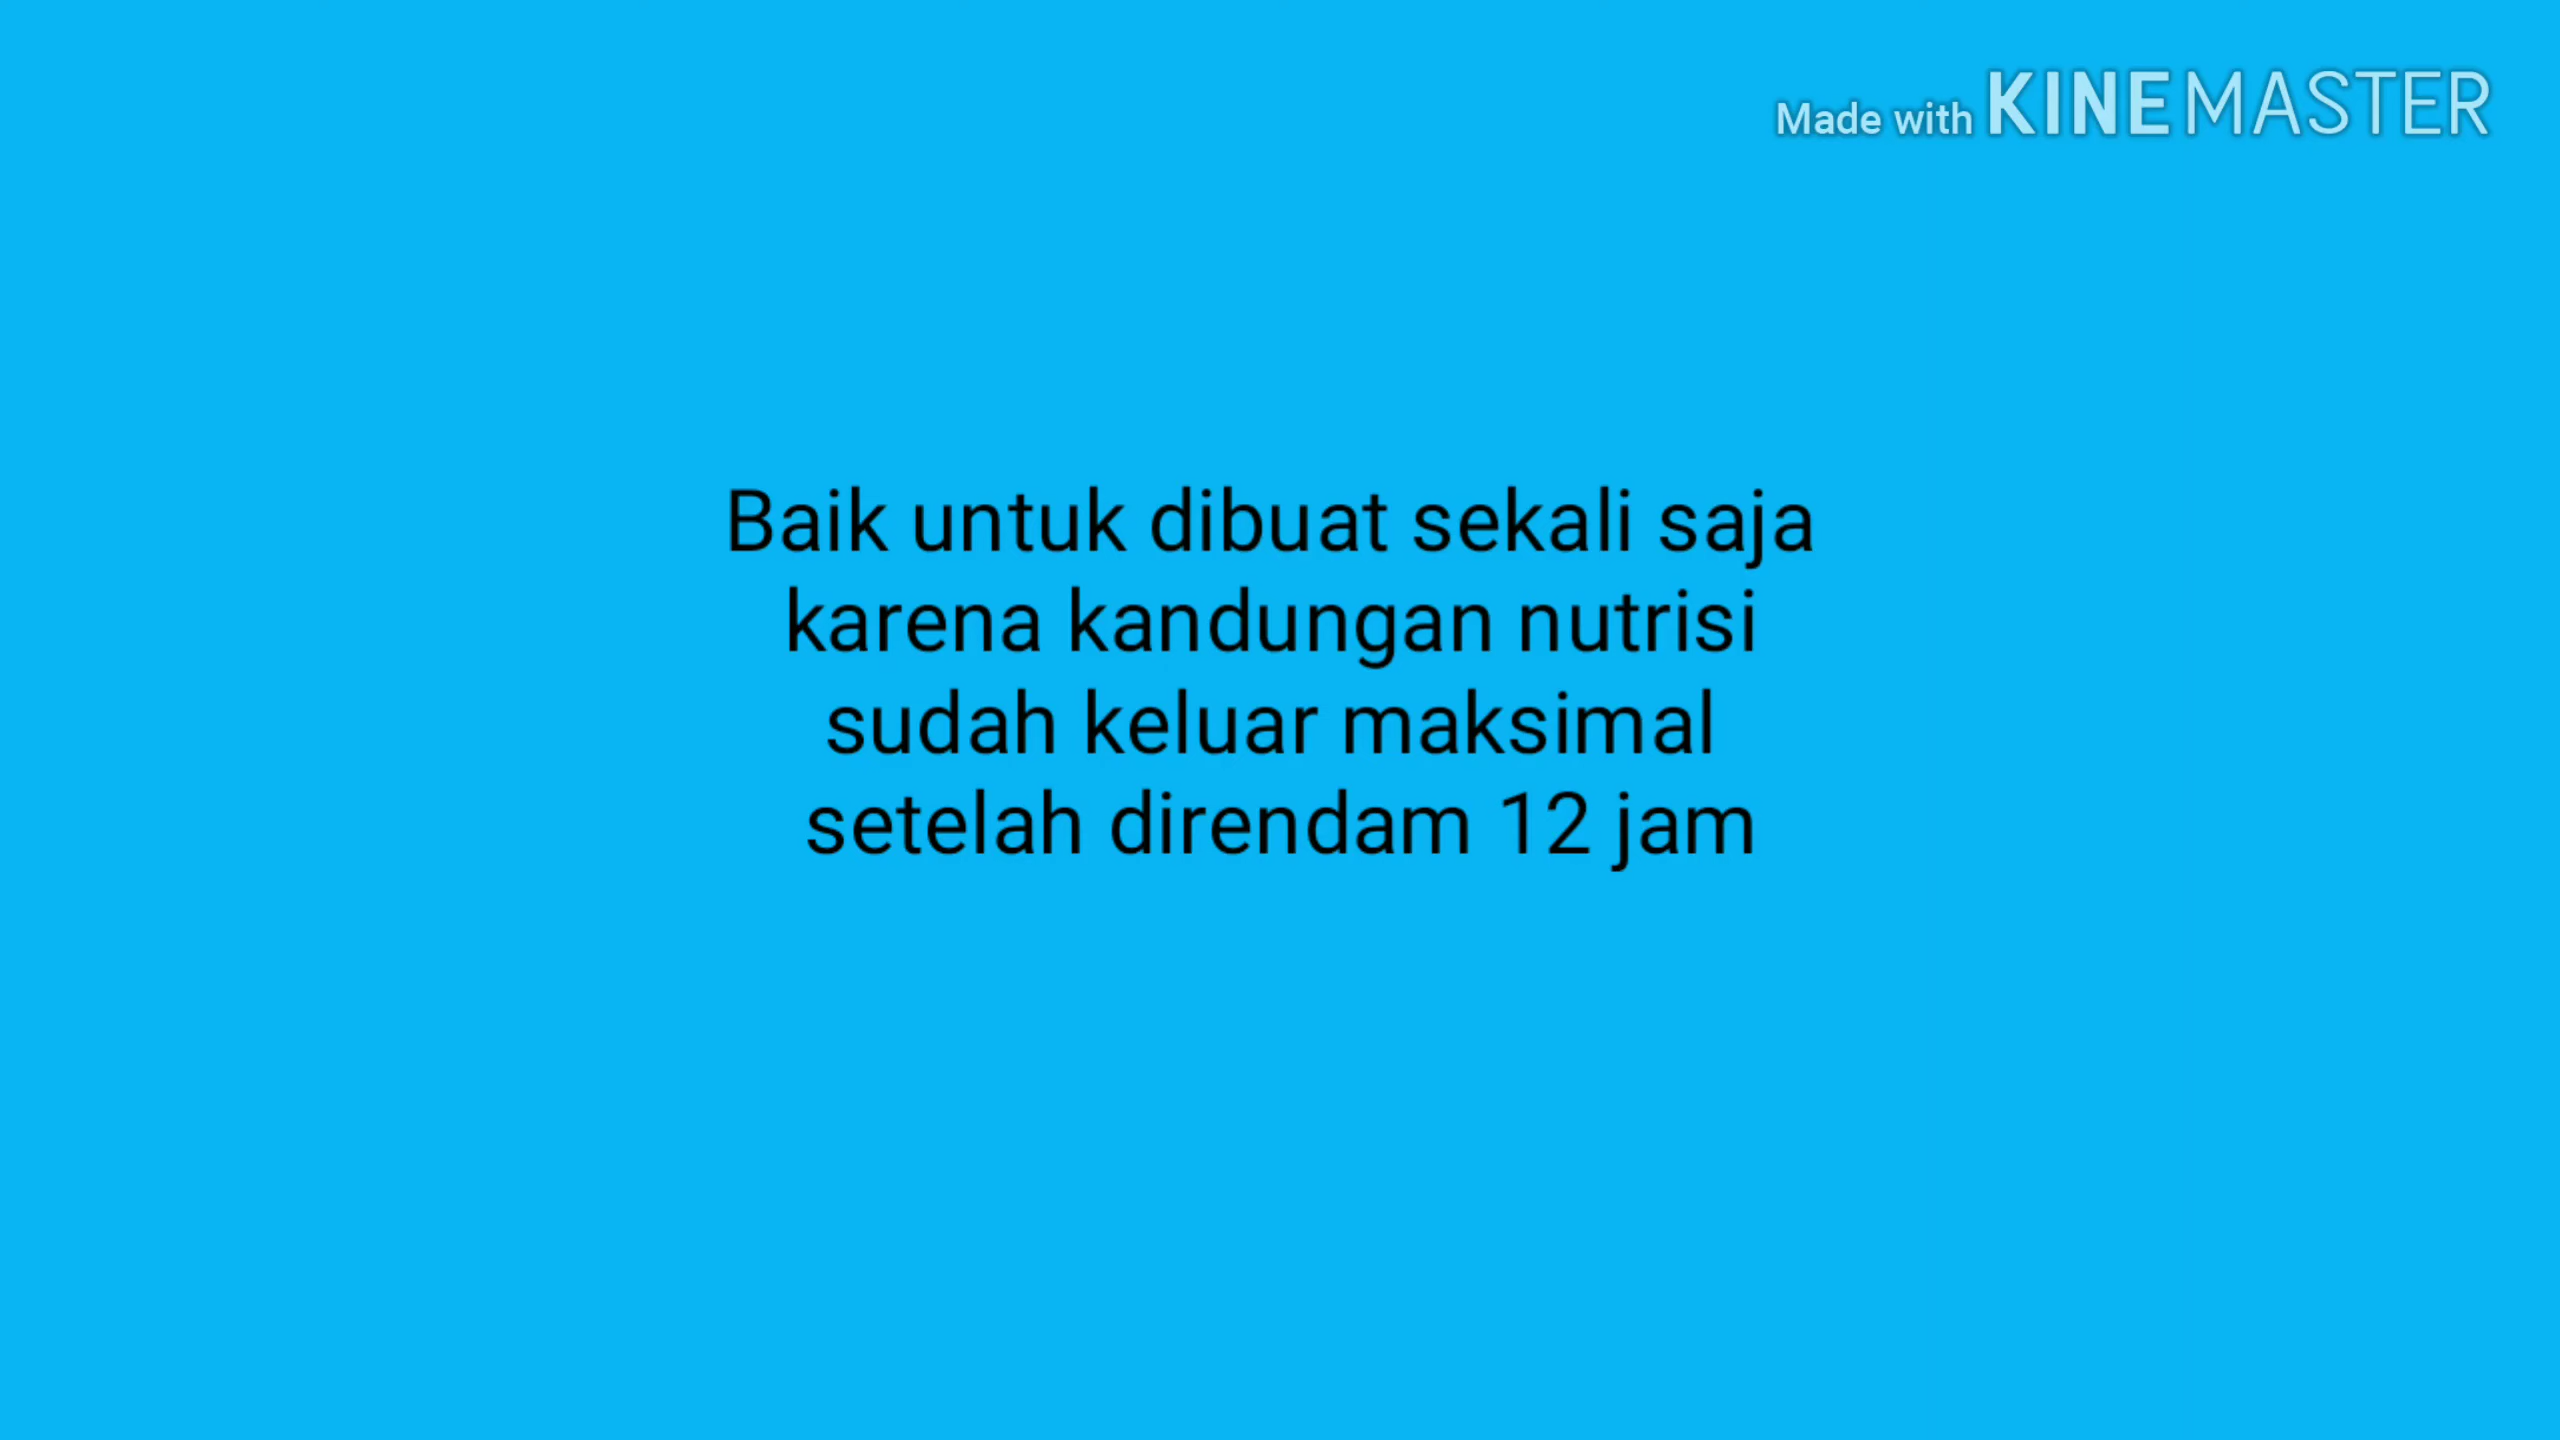 Made with KINEMASTER
Baik untuk dibuat sekali saja
karena kandungan nutrisi
sudah keluar maksimal
setelah direndam 12 jam